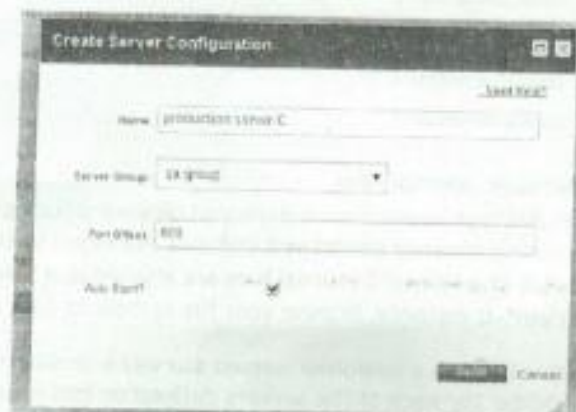 Create Server Configuration
Need Help?
Name
production server C
Server Group:
Port Offset:
Auto Start?
Cancel